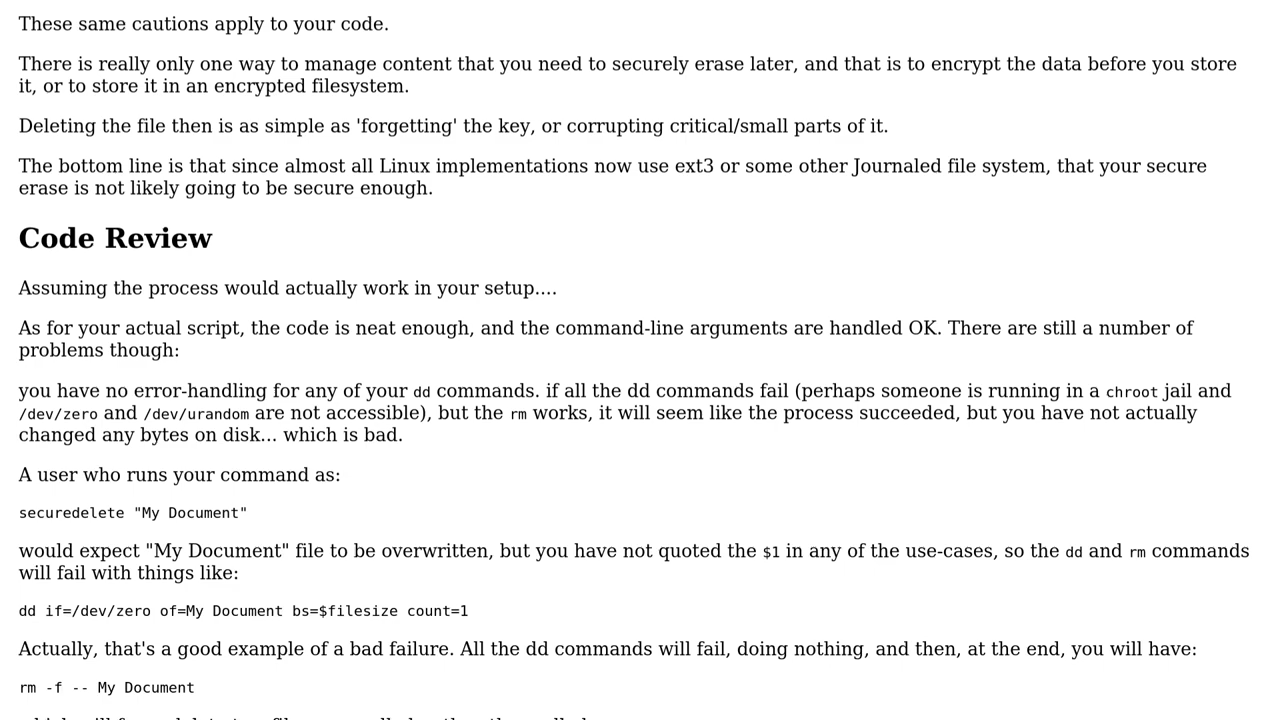 These same cautions apply to your code.
There is really only one way to manage content that you need to securely erase later, and that is to encrypt the data before you store
it, or to store it in an encrypted filesystem.
Deleting the file then is as simple as 'forgetting' the key, or corrupting critical/small parts of it.
The bottom line is that since almost all Linux implementations now use ext3 or some other Journaled file system, that your secure
erase is not likely going to be secure enough.
Code Review
Assuming the process would actually work in your setup....
As for your actual script, the code is neat enough, and the command-line arguments are handled OK. There are still a number of
problems though:
you have no error-handling for any of your dd commands. if all the dd commands fail (perhaps someone is running in a chroot jail and
/dev/zero and /dev/urandom are not accessible), but the rm works, it will seem like the process succeeded, but you have not actually
changed any bytes on disk... which is bad.
A user who runs your command as:
securedelete "My Document"
would expect "My Document" file to be overwritten, but you have not quoted the $1 in any of the use-cases, so the dd and rm commands
will fail with things like:
dd if=/dev/zero of=My Document bs=$filesize count=1
Actually, that's a good example of a bad failure. All the dd commands will fail, doing nothing, and then, at the end, you will have:
rm -f -- My Document